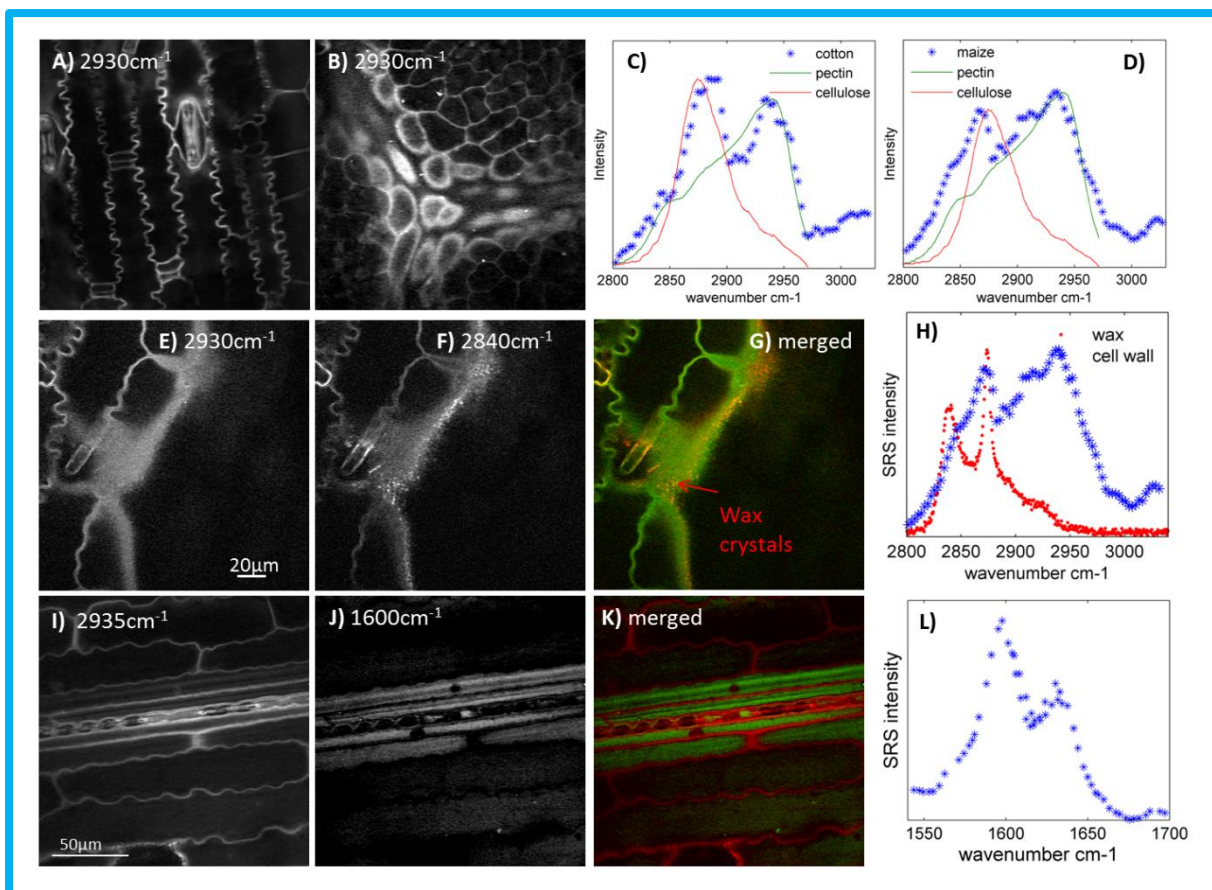 A) 2930cm⁻¹
B) 2930cm⁻¹
C)
cotton
pectin
cellulose
Intensity
2800 2850 2900 2950 3000
wavenumber cm-1
D)
maize
pectin
cellulose
Intensity
2800 2850 2900 2950 3000
wavenumber cm-1
E) 2930cm⁻¹
20μm
F) 2840cm⁻¹
G) merged
Wax
crystals
H)
wax
cell wall
SRS intensity
2800 2850 2900 2950 3000
wavenumber cm-1
I) 2935cm⁻¹
50μm
J) 1600cm⁻¹
K) merged
L)
SRS intensity
1550 1600 1650 1700
wavenumber cm-1